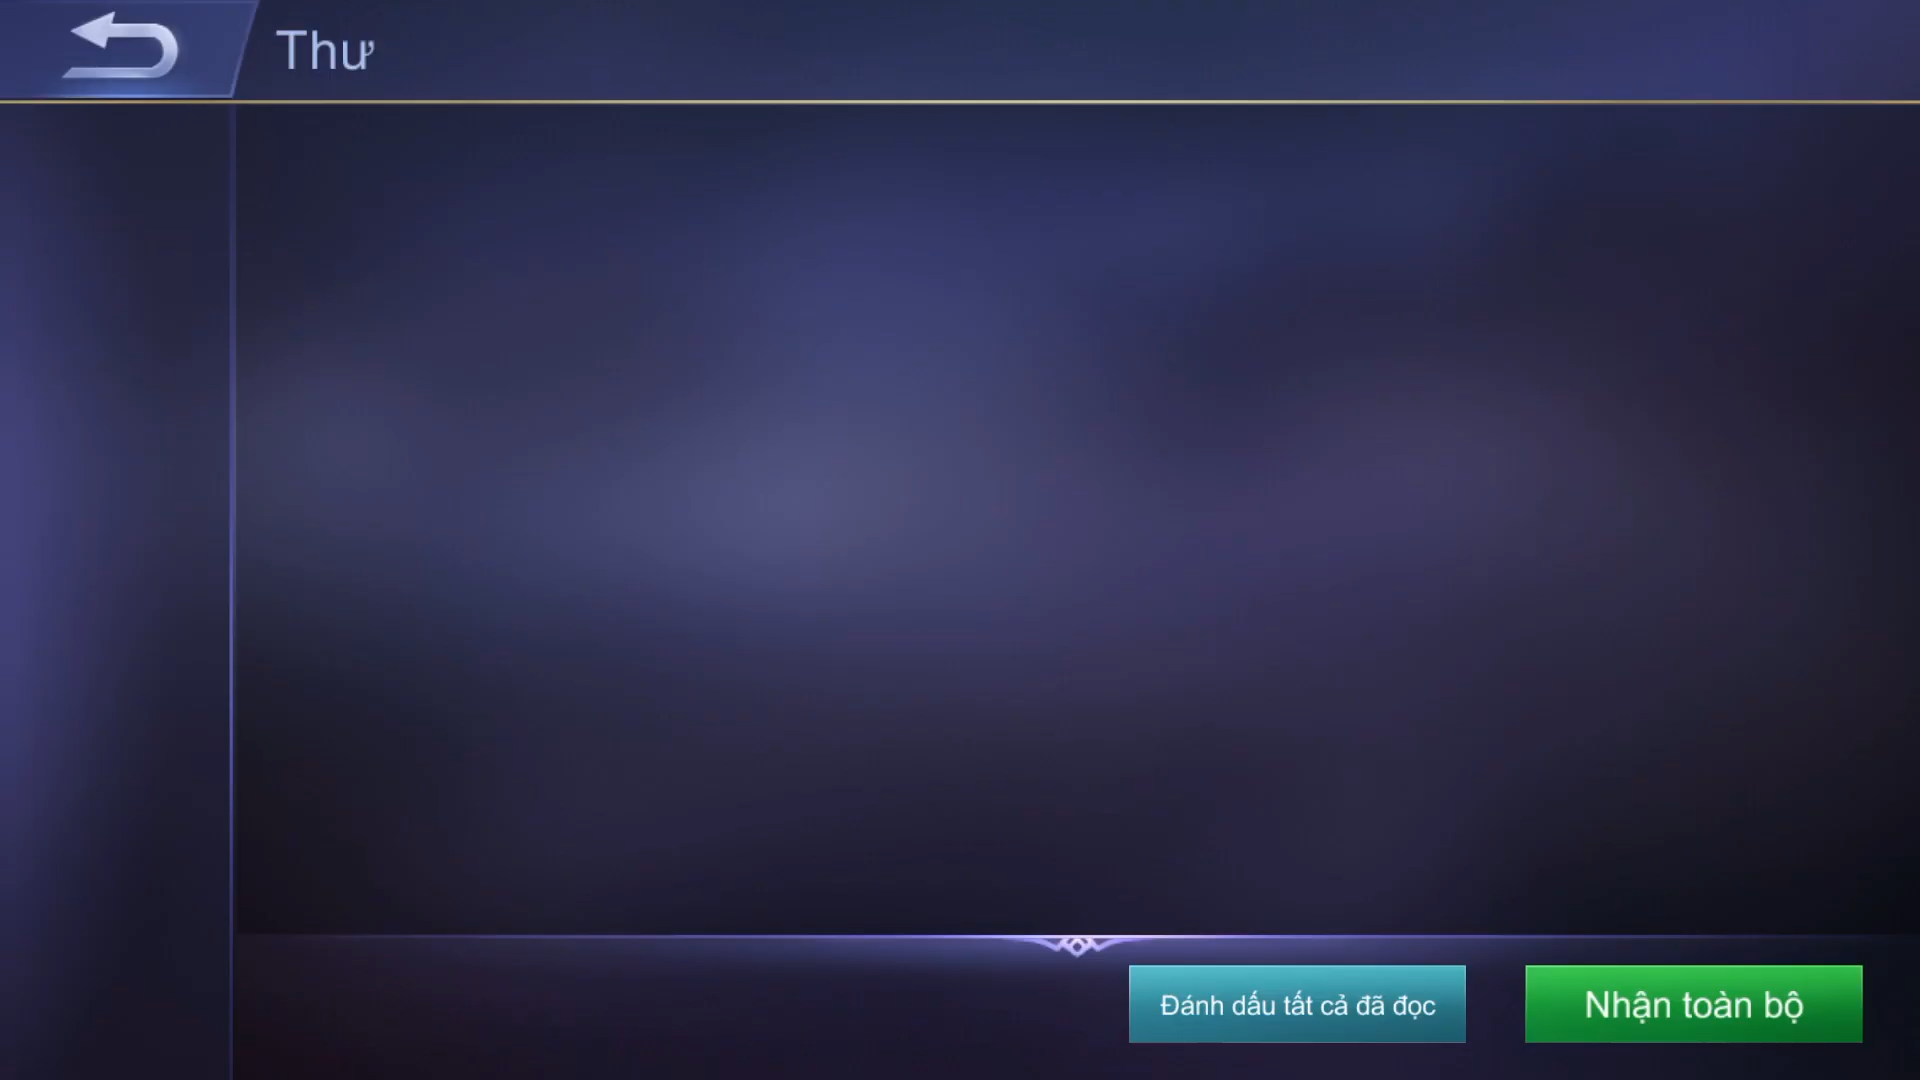 Thư
Đánh dấu tất cả đã đọc
Nhận toàn bộ